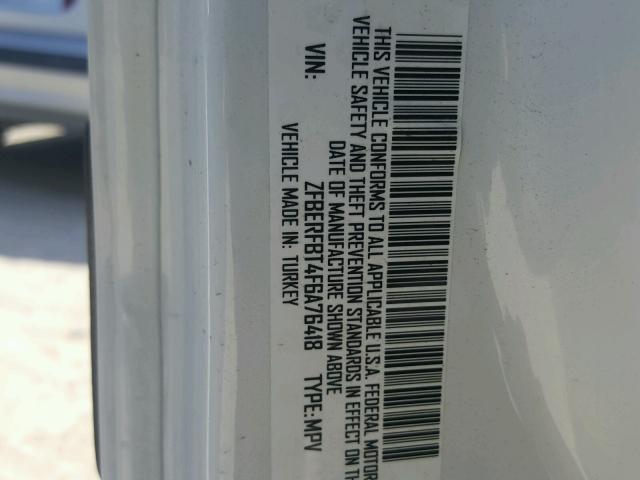 THIS VEHICLE CONFORMS TO ALL APPLICABLE U.S.A. FEDERAL MOTOR
VEHICLE SAFETY AND THEFT PREVENTION STANDARDS IN EFFECT ON
DATE OF MANUFACTURE SHOWN ABOVE
VIN: ZFBERFBT4F6A76418 TYPE: MPV
VEHICLE MADE IN: TURKEY